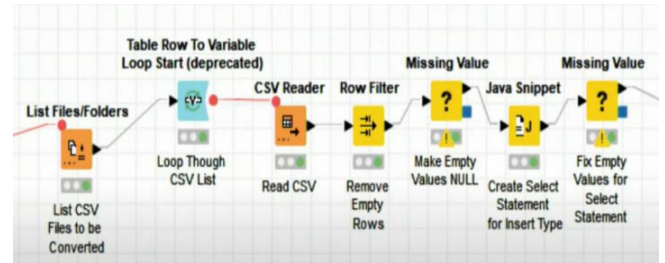 Table Row To Variable
Loop Start (deprecated)
Missing Value
Missing Value
List Files/Folders
CSV Reader
Row Filter
Java Snippet
Loop Though
CSV List
Read CSV
Remove
Empty
Rows
Make Empty
Values NULL
Create Select
Statement
for Insert Type
Fix Empty
Values for
Select
Statement
List CSV
Files to be
Converted